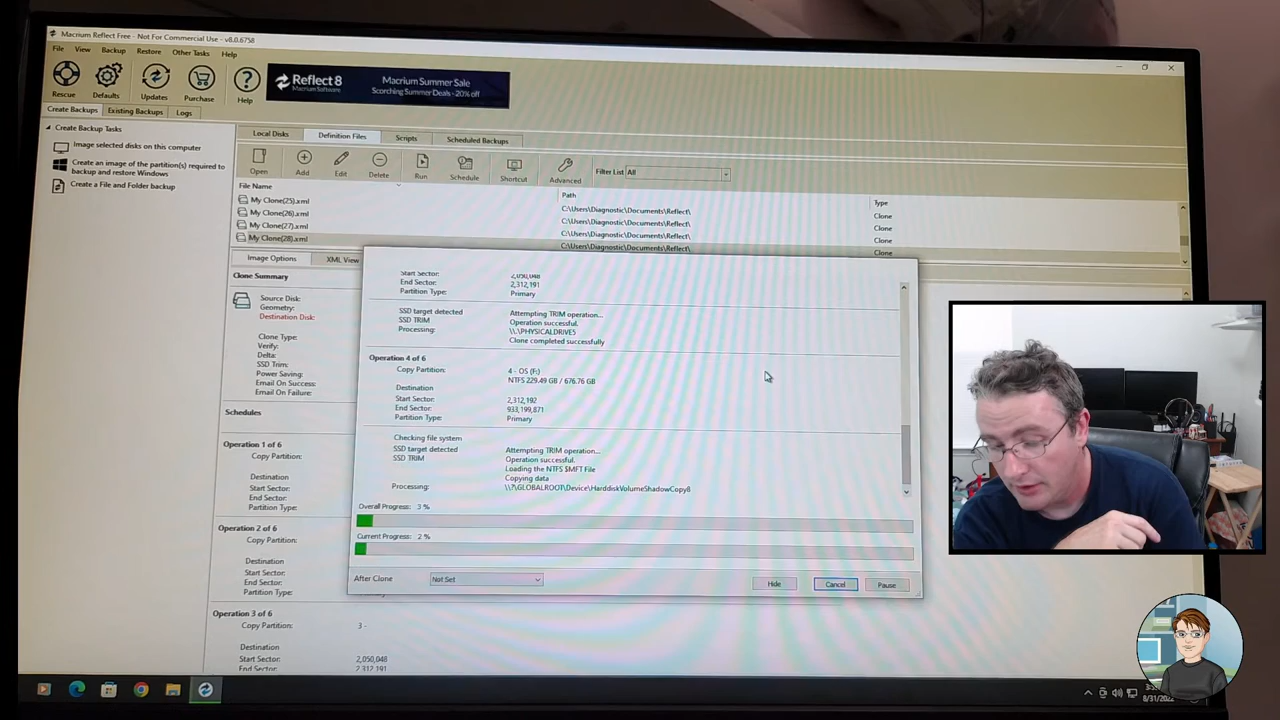 Macrium Reflect Free - Not For Commercial Use - v8.0.6758
File View Backup Restore Other Tasks Help
Rescue Defaults Updates Purchase Help
Reflect 8
Macrium Software
Macrium Summer Sale
Scorching Summer Deals - 20% off
Create Backups Existing Backups Logs
Create Backup Tasks
Image selected disks on this computer
Create an image of the partition(s) required to
backup and restore Windows
Create a File and Folder backup
Local Disks Definition Files Scripts Scheduled Backups
Open Add Edit Delete Run Schedule Shortcut Advanced Filter List All
File Name Path Type
My Clone(25).xml C:\Users\Diagnostic\Documents\Reflect\ Clone
My Clone(26).xml C:\Users\Diagnostic\Documents\Reflect\ Clone
My Clone(27).xml C:\Users\Diagnostic\Documents\Reflect\ Clone
My Clone(28).xml C:\Users\Diagnostic\Documents\Reflect\ Clone
Image Options XML View
Clone Summary
Source Disk:
Geometry:
Destination Disk:
Clone Type:
Verify:
Delta:
SSD Trim:
Power Saving:
Email On Success:
Email On Failure:
Schedules
Operation 1 of 6
Copy Partition:
Destination
Start Sector:
End Sector:
Partition Type:
Operation 2 of 6
Copy Partition:
Destination
Start Sector:
End Sector:
Partition Type:
Operation 3 of 6
Copy Partition: 3 -
Destination
Start Sector: 2,050,048
End Sector: 2,312,191
Start Sector: 2,050,048
End Sector: 2,312,191
Partition Type: Primary
SSD target detected Attempting TRIM operation...
SSD TRIM Operation successful.
Processing: \\.\PHYSICALDRIVE5
Clone completed successfully
Operation 4 of 6
Copy Partition: 4 - OS (F:)
NTFS 229.49 GB / 676.76 GB
Destination
Start Sector: 2,312,192
End Sector: 933,199,871
Partition Type: Primary
Checking file system
SSD target detected Attempting TRIM operation...
SSD TRIM Operation successful.
Loading the NTFS $MFT File
Copying data
Processing: \\?\GLOBALROOT\Device\HarddiskVolumeShadowCopy8
Overall Progress: 3 %
Current Progress: 2 %
After Clone Not Set Hide Cancel Pause